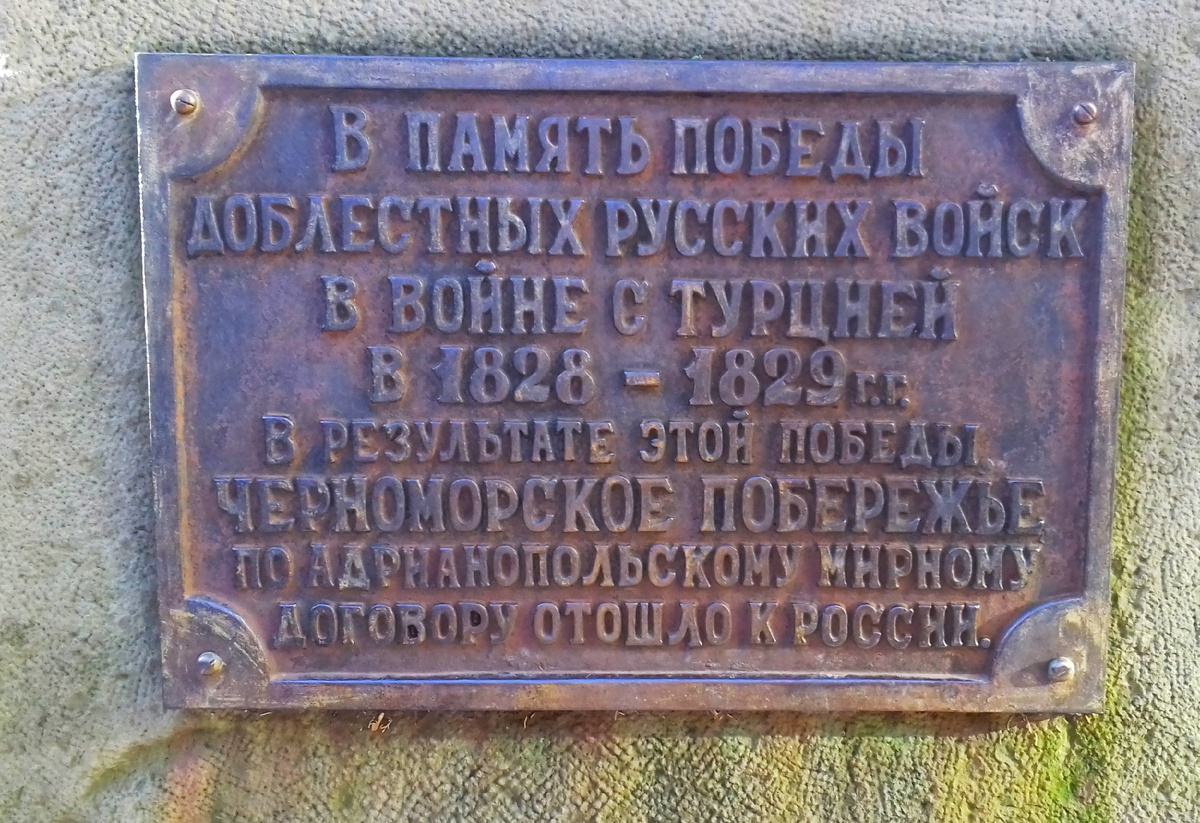 В ПАМЯТЬ ПОБЕДЫ
ДОБЛЕСТНЫХ РУССКИХ ВОЙСК
В ВОЙНЕ С ТУРЦИЕЙ
В 1828 - 1829 г.г.
В РЕЗУЛЬТАТЕ ЭТОЙ ПОБЕДЫ
ЧЕРНОМОРСКОЕ ПОБЕРЕЖЬЕ
ПО АДРИАНОПОЛЬСКОМУ МИРНОМУ
ДОГОВОРУ ОТОШЛО К РОССИИ.